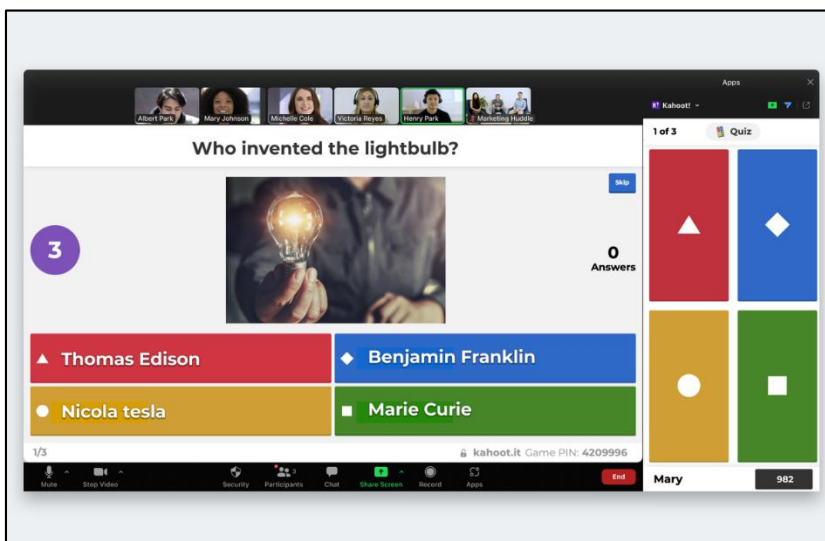 Apps
Albert Park
Mary Johnson
Michelle Cole
Victoria Reyes
Henry Park
Marketing Huddle
K! Kahoot!
Who invented the lightbulb?
1 of 3
Quiz
Skip
3
0
Answers
Thomas Edison
Benjamin Franklin
Nicola tesla
Marie Curie
1/3
kahoot.it Game PIN: 4209996
Mute
Stop Video
Security
Participants
3
Chat
Share Screen
Record
Apps
End
Mary
982